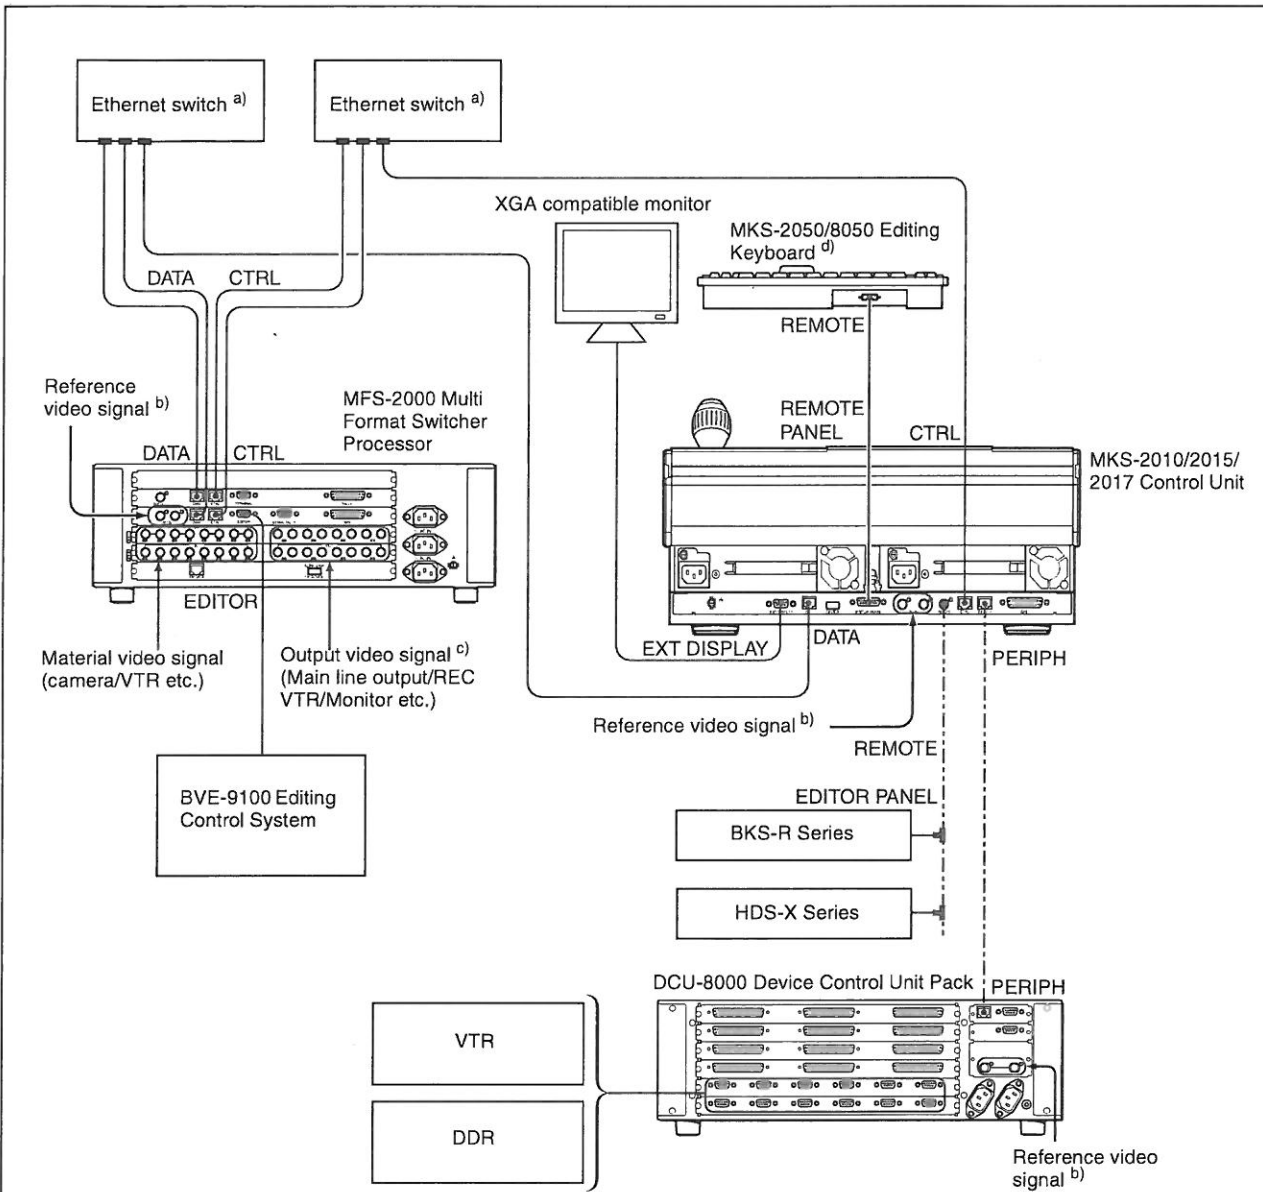 Ethernet switch a)
Ethernet switch a)
XGA compatible monitor
MKS-2050/8050 Editing
Keyboard d)
DATA
CTRL
REMOTE
Reference
video signal b)
MFS-2000 Multi
Format Switcher
Processor
REMOTE
PANEL
CTRL
DATA
CTRL
MKS-2010/2015/
2017 Control Unit
EDITOR
Material video signal
(camera/VTR etc.)
Output video signal c)
(Main line output/REC
VTR/Monitor etc.)
EXT DISPLAY
DATA
PERIPH
Reference video signal b)
REMOTE
BVE-9100 Editing
Control System
EDITOR PANEL
BKS-R Series
HDS-X Series
DCU-8000 Device Control Unit Pack
PERIPH
VTR
DDR
Reference video
signal b)